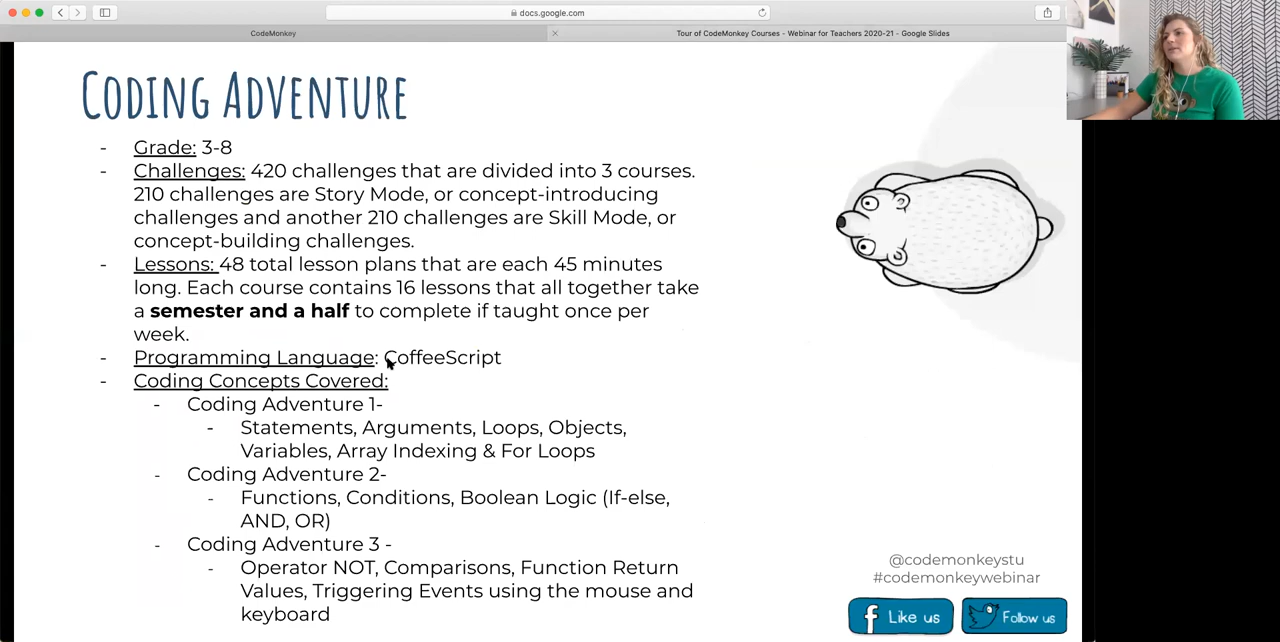 docs.google.com
CodeMonkey
Tour of CodeMonkey Courses - Webinar for Teachers 2020-21 - Google Slides
CODING ADVENTURE
- Grade: 3-8
- Challenges: 420 challenges that are divided into 3 courses.
210 challenges are Story Mode, or concept-introducing
challenges and another 210 challenges are Skill Mode, or
concept-building challenges.
- Lessons: 48 total lesson plans that are each 45 minutes
long. Each course contains 16 lessons that all together take
a semester and a half to complete if taught once per
week.
- Programming Language: CoffeeScript
- Coding Concepts Covered:
- Coding Adventure 1-
- Statements, Arguments, Loops, Objects,
Variables, Array Indexing & For Loops
- Coding Adventure 2-
- Functions, Conditions, Boolean Logic (If-else,
AND, OR)
- Coding Adventure 3 -
- Operator NOT, Comparisons, Function Return
Values, Triggering Events using the mouse and
keyboard
@codemonkeystu
#codemonkeywebinar
f Like us
Follow us